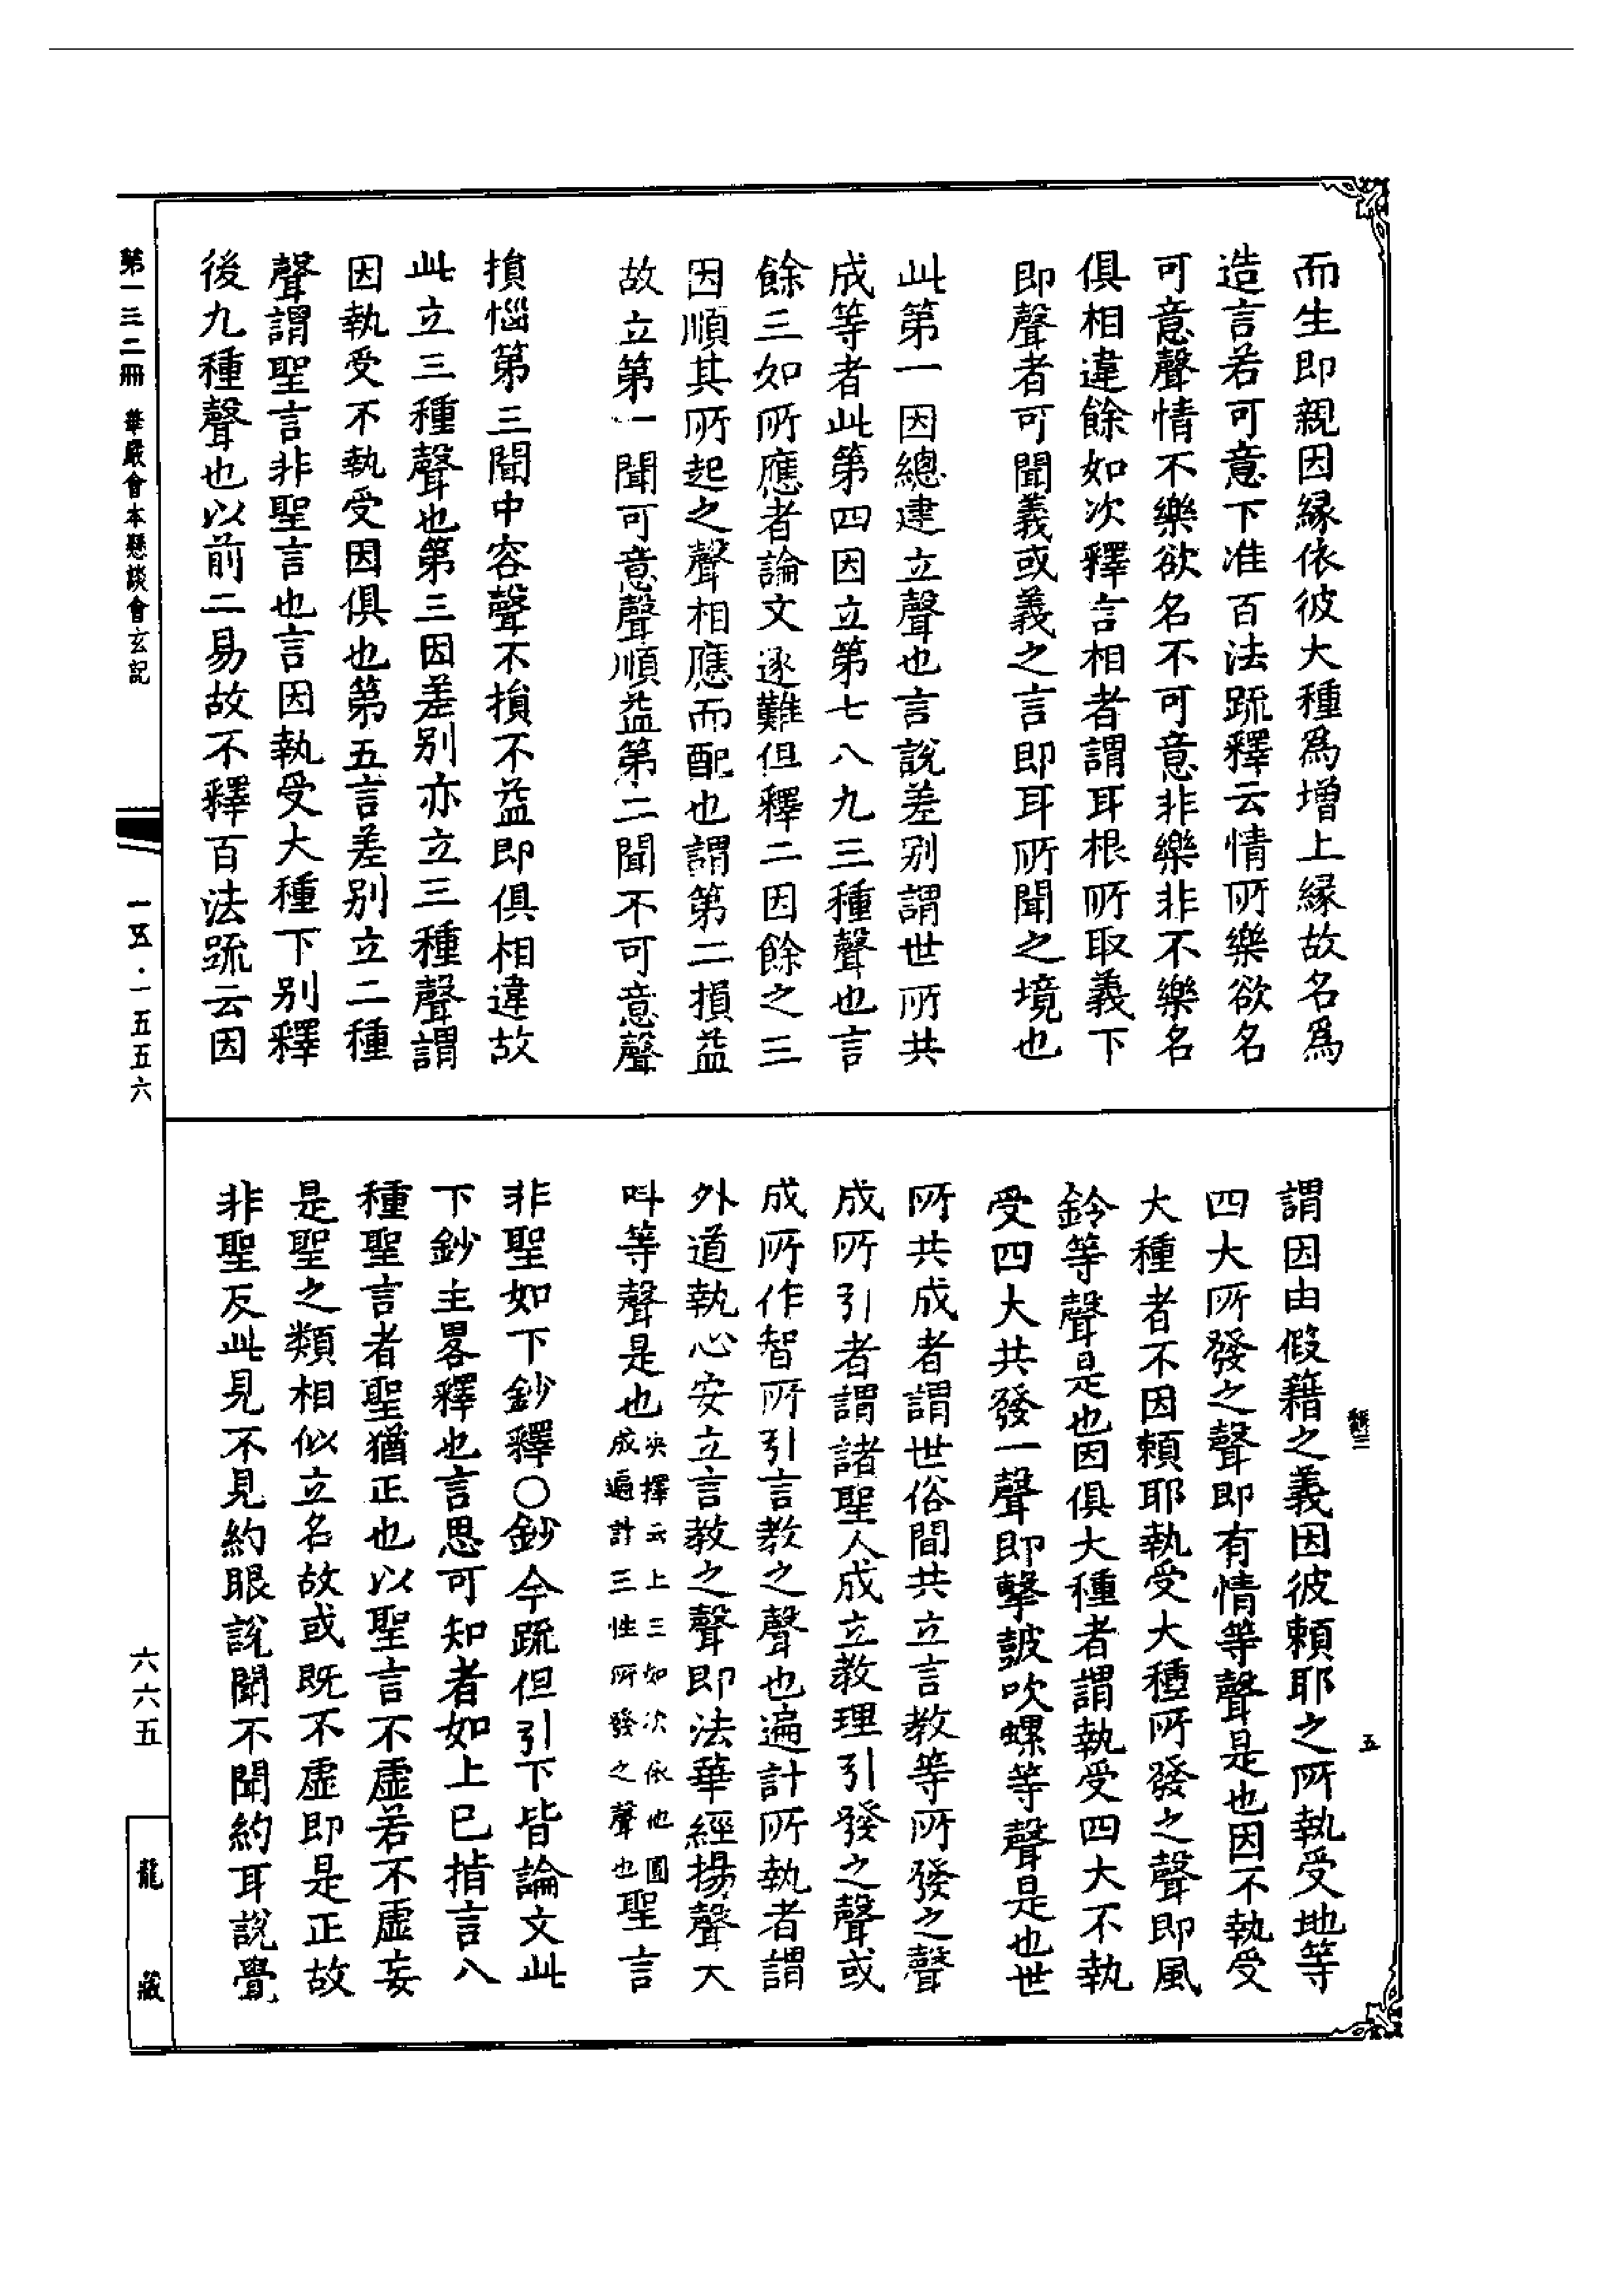 而生即親因縁依彼大種爲增上縁故名爲
造言若可意下准百法䟽釋云情所樂欲名
可意聲情不樂欲名不可意非樂非不樂名
俱相違餘如次釋言相者謂耳根所取義下
即聲者可聞義或義之言即耳所聞之境也
此第一因總建立聲也言說差别謂世所共
成等者此第四因立第七八九三種聲也言
餘三如所應者論文逐難但釋二因餘之三
因順其所起之聲相應而配也謂第二損益
故立第一聞可意聲順益第二聞不可意聲
損惱第三聞中容聲不損不益即俱相違故
此立三種聲也第三因差别亦立三種聲謂
因執受不執受因俱也第五言差别立二種
聲謂聖言非聖言也言因執受大種下别釋
後九種聲也以前二易故不釋百法䟽云因
謂因由假籍之義因彼賴耶之所執受地等
四大所發之聲即有情等聲是也因不執受
大種者不因賴耶執受大種所發之聲即風
鈴等聲是也因俱大種者謂執受四大不執
受四大共發一聲即擊皷吹螺等聲是也世
所共成者謂世俗間共立言教等所發之聲
成所引者謂諸聖人成立教理引發之聲或
成所作智所引言教之聲也遍計所執者謂
外道執心安立言教之聲即法華經揚聲大
呌等聲是也決擇云上三如次依他圓成遍計三性所發之聲也聖言
非聖如下鈔釋○鈔今䟽但引下皆論文此
下鈔主畧釋也言思可知者如上已指言八
種聖言者聖猶正也以聖言不虛若不虛妄
是聖之類相似立名故或既不虛即是正故
非聖反此見不見約眼說聞不聞約耳說覺
第一三二冊 華嚴會本懸談會玄記
一五·一五五六
六六五
龍藏
五